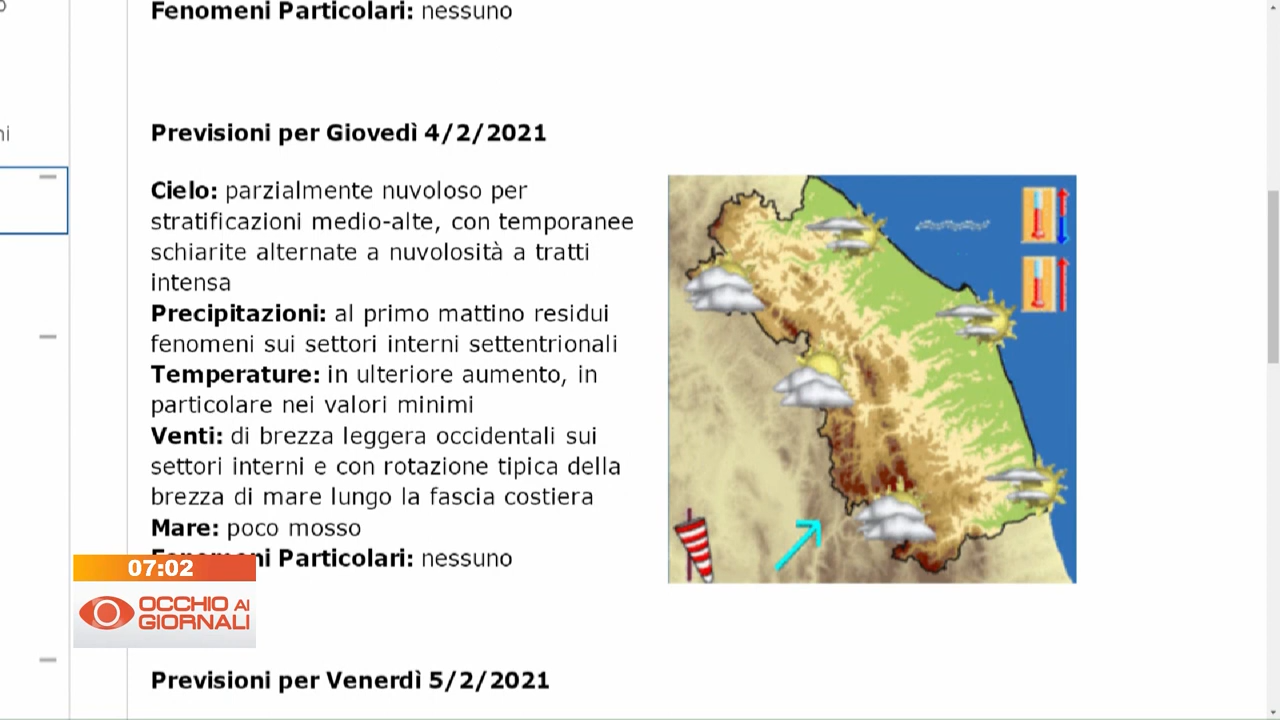 Fenomeni Particolari: nessuno
Previsioni per Giovedì 4/2/2021
Cielo: parzialmente nuvoloso per
stratificazioni medio-alte, con temporanee
schiarite alternate a nuvolosità a tratti
intensa
Precipitazioni: al primo mattino residui
fenomeni sui settori interni settentrionali
Temperature: in ulteriore aumento, in
particolare nei valori minimi
Venti: di brezza leggera occidentali sui
settori interni e con rotazione tipica della
brezza di mare lungo la fascia costiera
Mare: poco mosso
Fenomeni Particolari: nessuno
07:02
OCCHIO AI
GIORNALI
Previsioni per Venerdì 5/2/2021